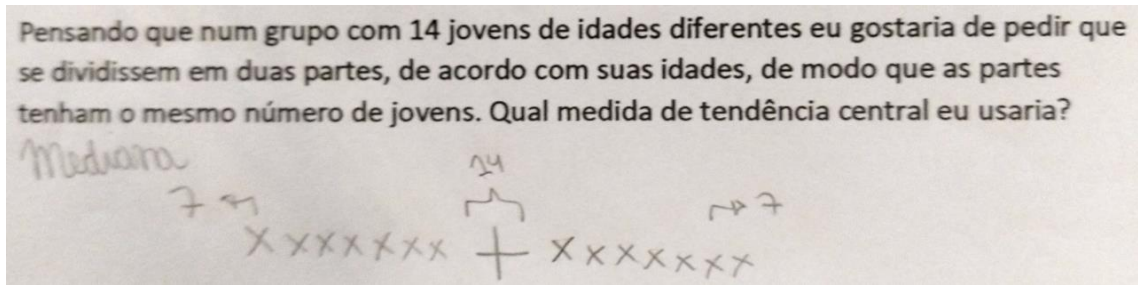 Pensando que num grupo com 14 jovens de idades diferentes eu gostaria de pedir que
se dividissem em duas partes, de acordo com suas idades, de modo que as partes
tenham o mesmo número de jovens. Qual medida de tendência central eu usaria?
Mediana
14
7 7
x x x x x x x + x x x x x x x